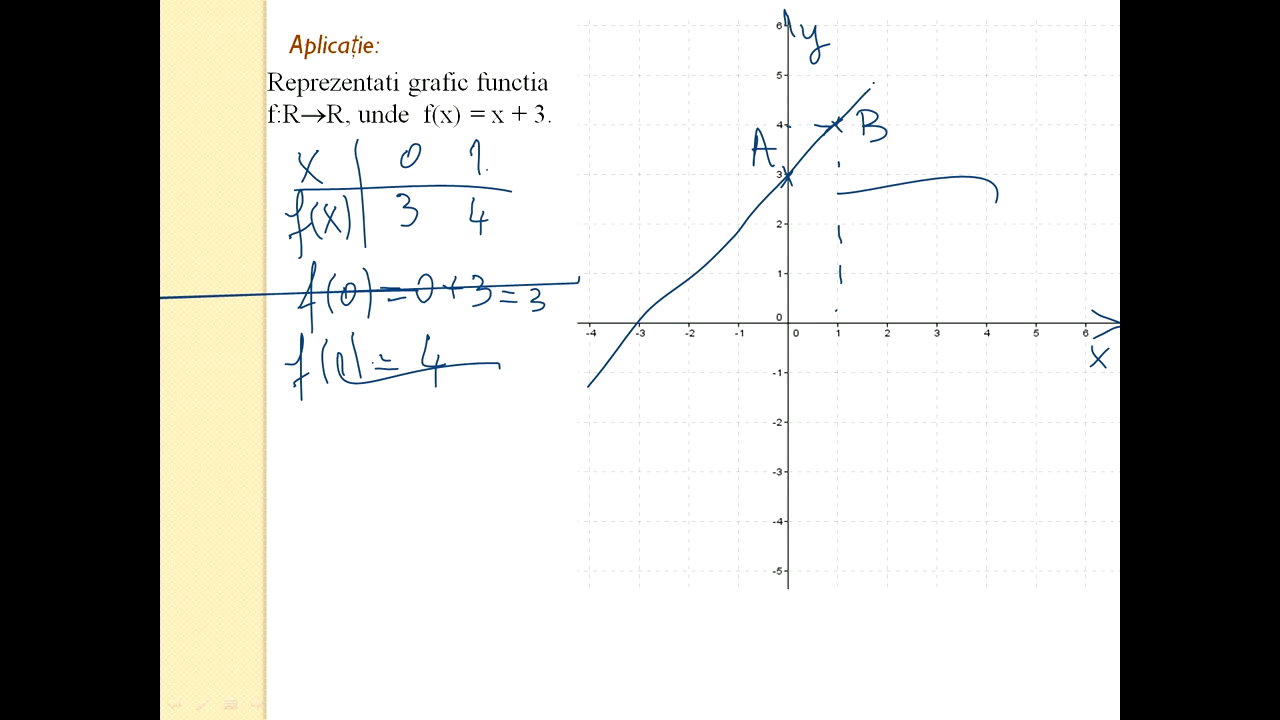 Aplicație:
Reprezentati grafic functia
f:R→R, unde f(x) = x + 3.
x 0 1
f(x) 3 4
f(0) = 0 + 3 = 3
f(1) = 4
y
6
5
4
3
2
1
0
-1
-2
-3
-4
-5
A
B
-4 -3 -2 -1 0 1 2 3 4 5 6
x